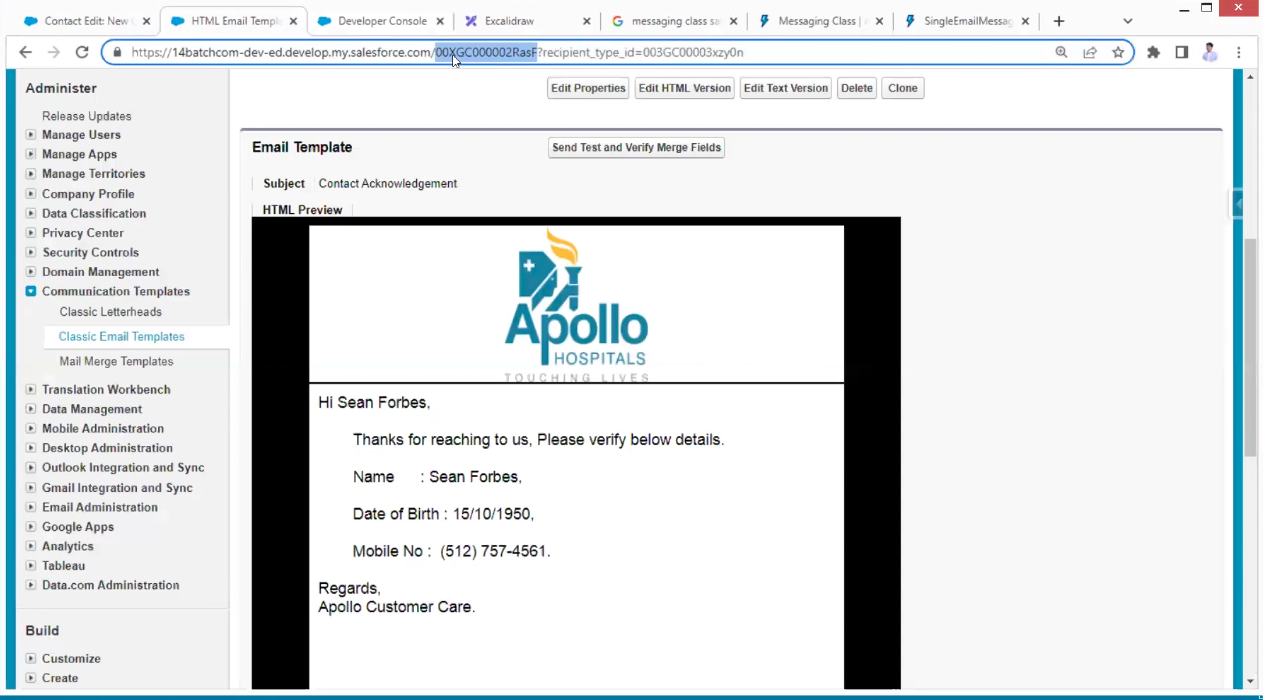 Contact Edit: New C
HTML Email Templ
Developer Console
Excalidraw
messaging class sa
Messaging Class | A
SingleEmailMessag
https://14batchcom-dev-ed.develop.my.salesforce.com/00XGC000002RasF?recipient_type_id=003GC00003xzy0n
Administer
Release Updates
Manage Users
Manage Apps
Manage Territories
Company Profile
Data Classification
Privacy Center
Security Controls
Domain Management
Communication Templates
Classic Letterheads
Classic Email Templates
Mail Merge Templates
Translation Workbench
Data Management
Mobile Administration
Desktop Administration
Outlook Integration and Sync
Gmail Integration and Sync
Email Administration
Google Apps
Analytics
Tableau
Data.com Administration
Build
Customize
Create
Edit Properties Edit HTML Version Edit Text Version Delete Clone
Email Template
Send Test and Verify Merge Fields
Subject Contact Acknowledgement
HTML Preview
Apollo
HOSPITALS
TOUCHING LIVES
Hi Sean Forbes,
Thanks for reaching to us, Please verify below details.
Name : Sean Forbes,
Date of Birth : 15/10/1950,
Mobile No : (512) 757-4561.
Regards,
Apollo Customer Care.